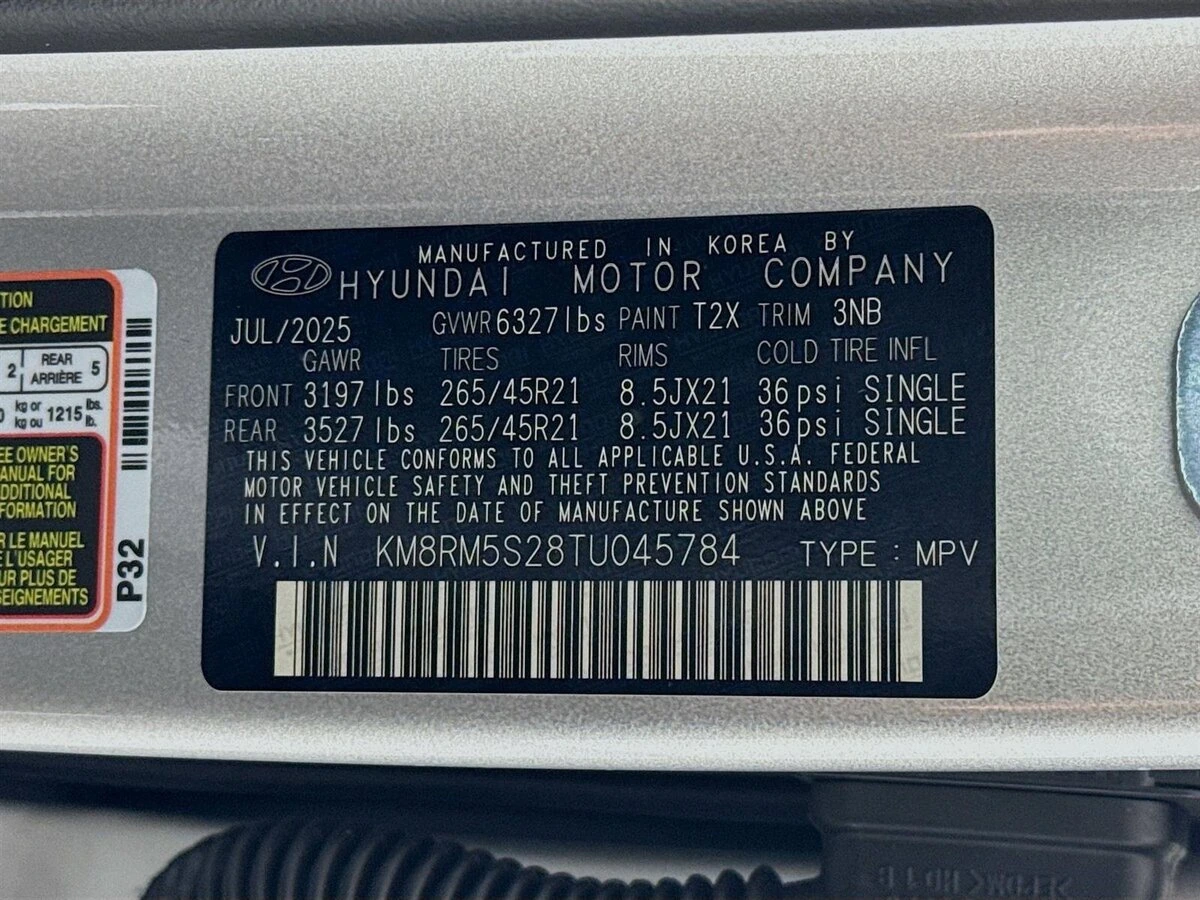 MANUFACTURED IN KOREA BY
HYUNDAI MOTOR COMPANY
JUL/2025 GVWR 6327lbs PAINT T2X TRIM 3NB
GAWR TIRES RIMS COLD TIRE INFL
FRONT 3197lbs 265/45R21 8.5JX21 36psi SINGLE
REAR 3527lbs 265/45R21 8.5JX21 36psi SINGLE
THIS VEHICLE CONFORMS TO ALL APPLICABLE U.S.A. FEDERAL
MOTOR VEHICLE SAFETY AND THEFT PREVENTION STANDARDS
IN EFFECT ON THE DATE OF MANUFACTURE SHOWN ABOVE
V.I.N KM8RM5S28TU045784 TYPE : MPV
TION
E CHARGEMENT
2 REAR 5
ARRIÈRE
kg or 1215 lbs.
kg ou lb.
EE OWNER'S
ANUAL FOR
DDITIONAL
FORMATION
R LE MANUEL
E L'USAGER
UR PLUS DE
SEIGNEMENTS
P32